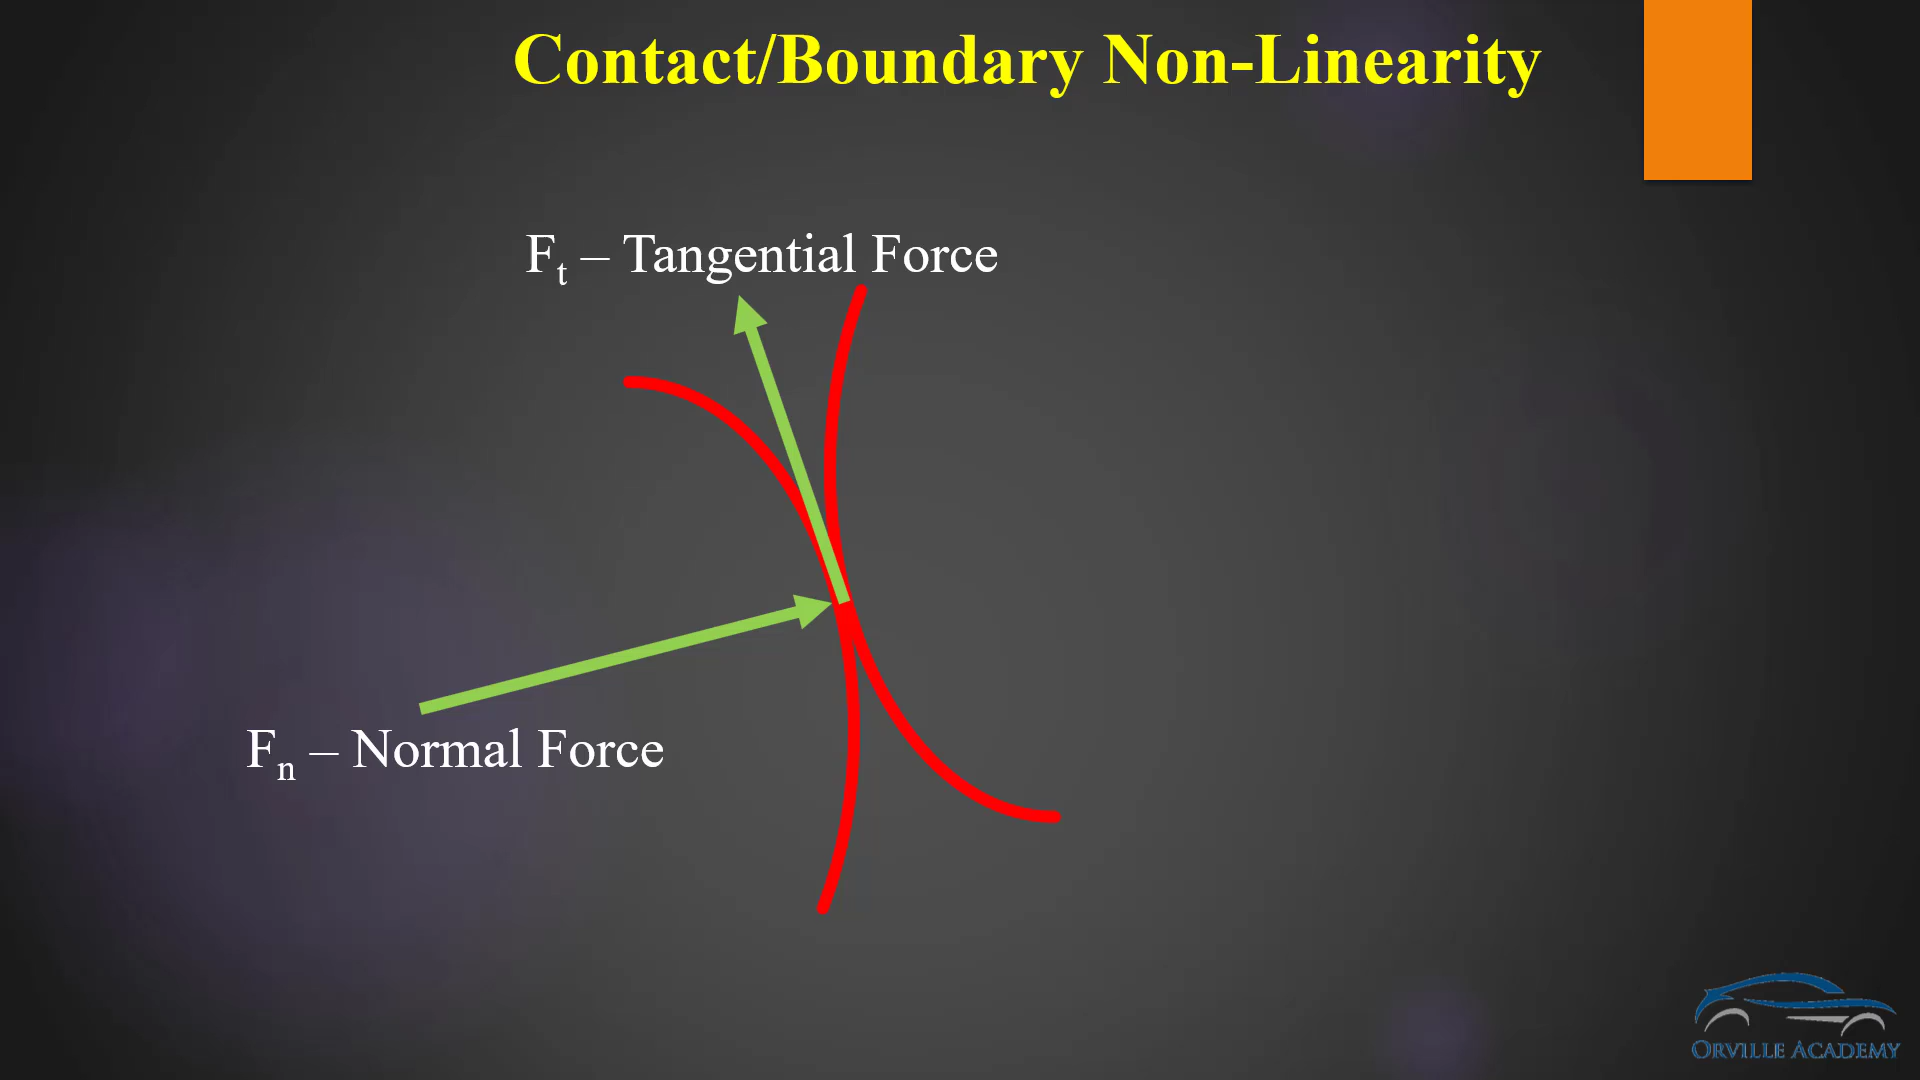 Contact/Boundary Non-Linearity
Ft – Tangential Force
Fn – Normal Force
ORVILLE ACADEMY